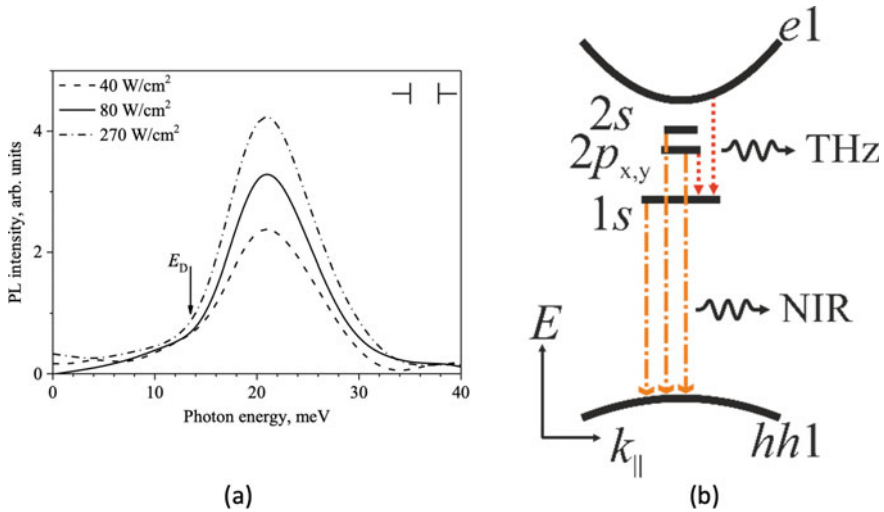 PL intensity, arb. units
4
2
0
40 W/cm²
80 W/cm²
270 W/cm²
E_D
0 10 20 30 40
Photon energy, meV
(a)
e1
2s
2p_x,y
THz
1s
NIR
E
k_||
hh1
(b)